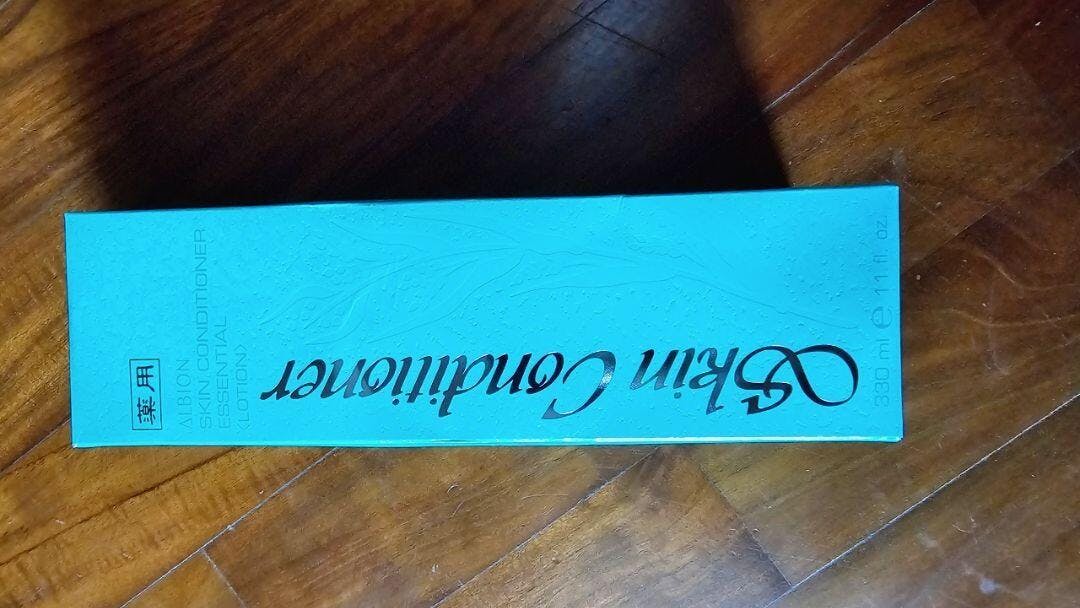 薬用
ALBION
SKIN CONDITIONER
ESSENTIAL
<LOTION>
Skin Conditioner
330 ml e 11 fl. oz.